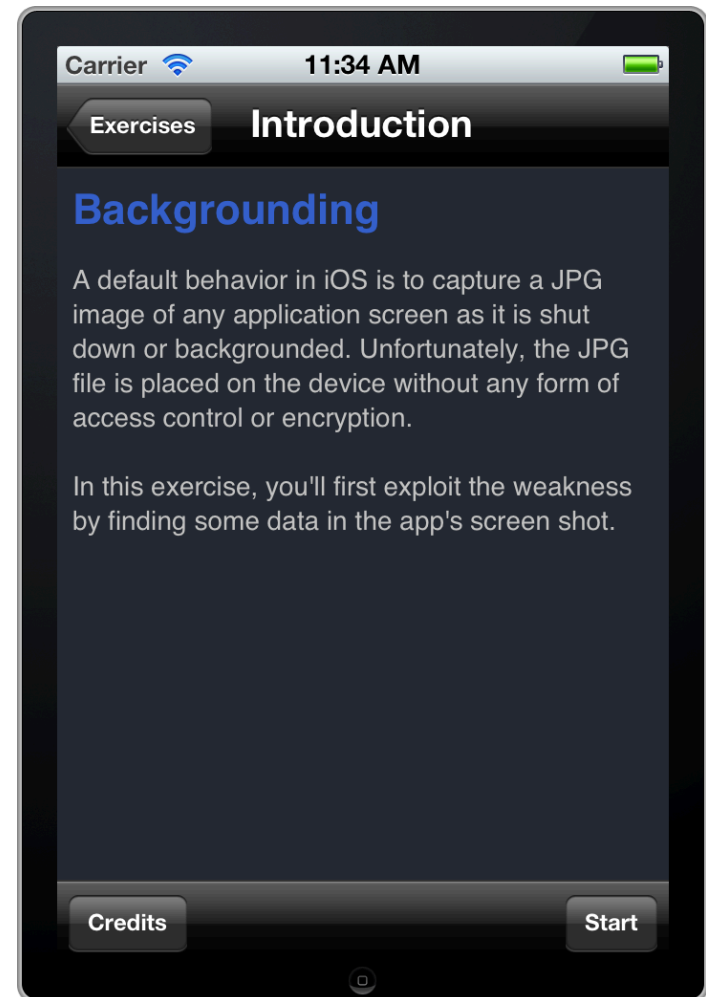 Carrier 11:34 AM
Exercises Introduction
Backgrounding
A default behavior in iOS is to capture a JPG
image of any application screen as it is shut
down or backgrounded. Unfortunately, the JPG
file is placed on the device without any form of
access control or encryption.
In this exercise, you'll first exploit the weakness
by finding some data in the app's screen shot.
Credits Start